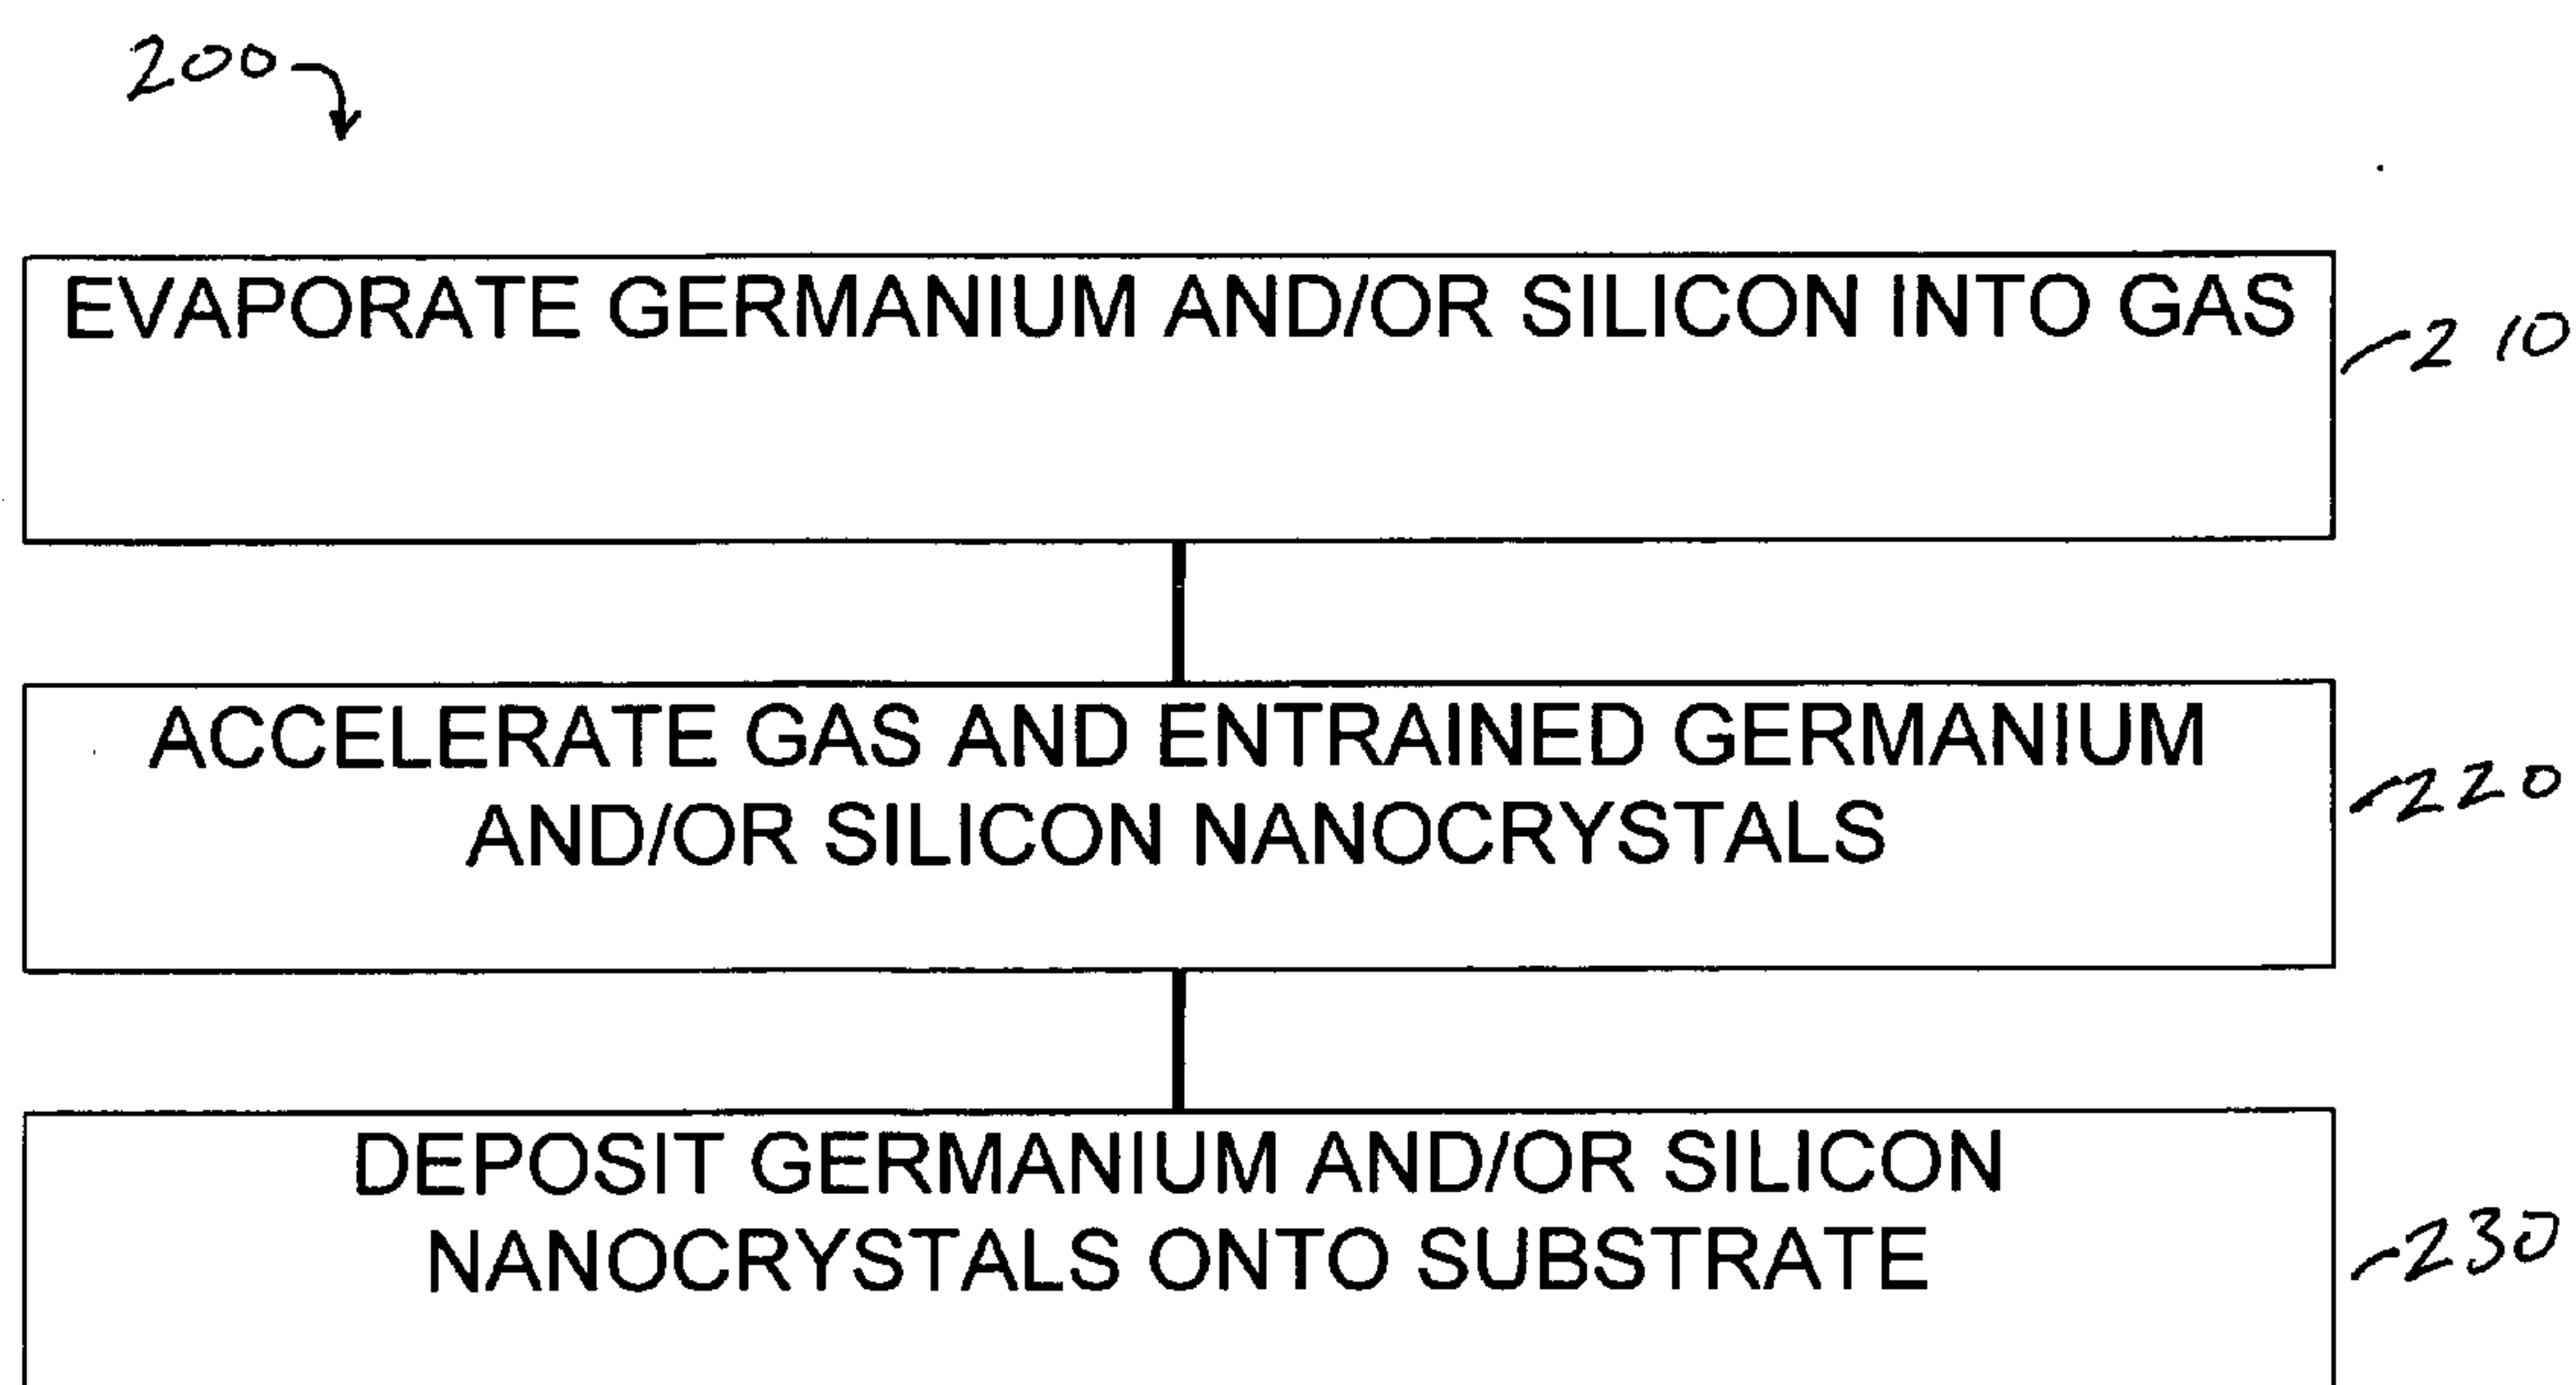 200
EVAPORATE GERMANIUM AND/OR SILICON INTO GAS
210
ACCELERATE GAS AND ENTRAINED GERMANIUM
AND/OR SILICON NANOCRYSTALS
220
DEPOSIT GERMANIUM AND/OR SILICON
NANOCRYSTALS ONTO SUBSTRATE
230